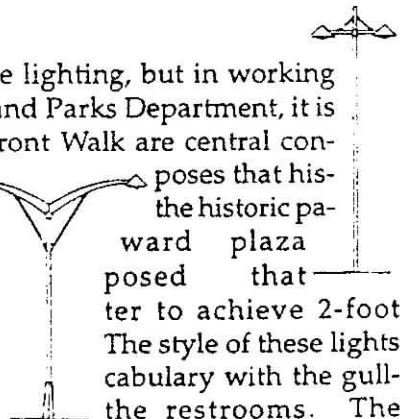 e lighting, but in working
and Parks Department, it is
ront Walk are central con-
poses that his-
the historic pa-
ward plaza
posed that
ter to achieve 2-foot
The style of these lights
cabulary with the gull-
the restrooms. The